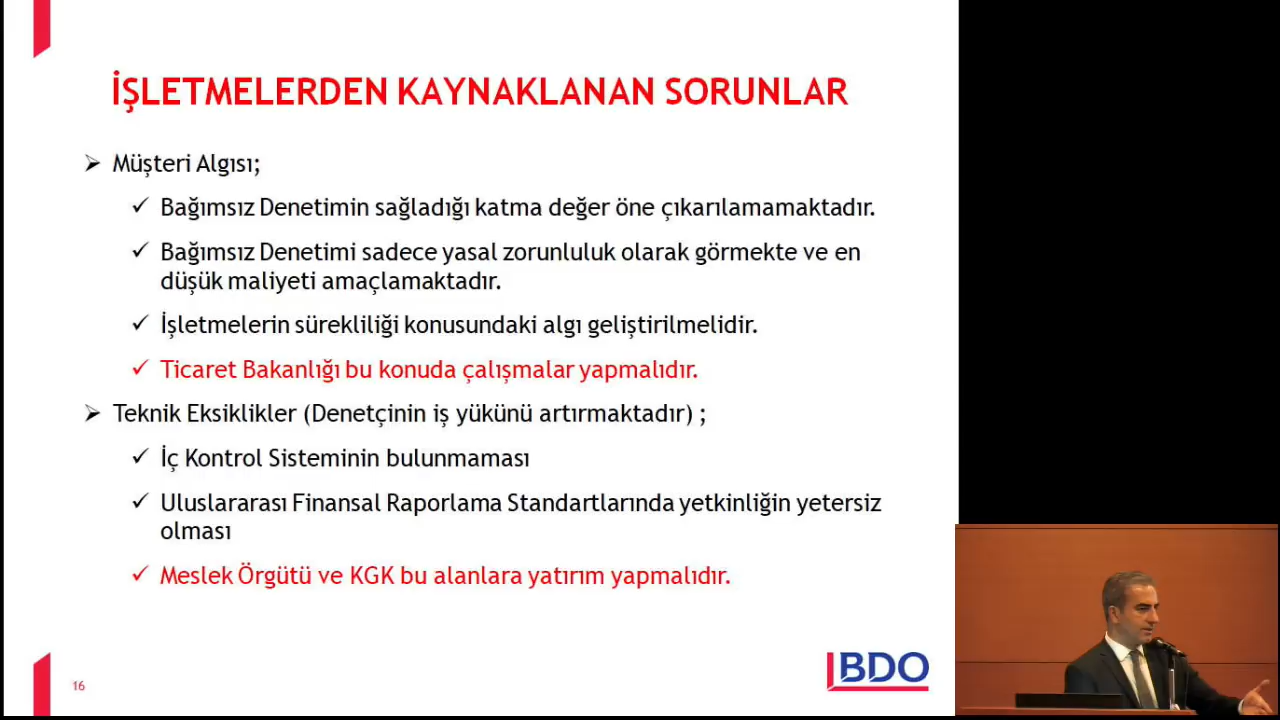 İŞLETMELERDEN KAYNAKLANAN SORUNLAR
➢ Müşteri Algısı;
✓ Bağımsız Denetimin sağladığı katma değer öne çıkarılamamaktadır.
✓ Bağımsız Denetimi sadece yasal zorunluluk olarak görmekte ve en
düşük maliyeti amaçlamaktadır.
✓ İşletmelerin sürekliliği konusundaki algı geliştirilmelidir.
✓ Ticaret Bakanlığı bu konuda çalışmalar yapmalıdır.
➢ Teknik Eksiklikler (Denetçinin iş yükünü artırmaktadır) ;
✓ İç Kontrol Sisteminin bulunmaması
✓ Uluslararası Finansal Raporlama Standartlarında yetkinliğin yetersiz
olması
✓ Meslek Örgütü ve KGK bu alanlara yatırım yapmalıdır.
16
BDO